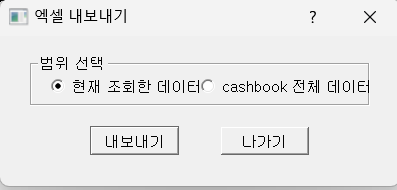 엑셀 내보내기
범위 선택
현재 조회한 데이터 cashbook 전체 데이터
내보내기 나가기